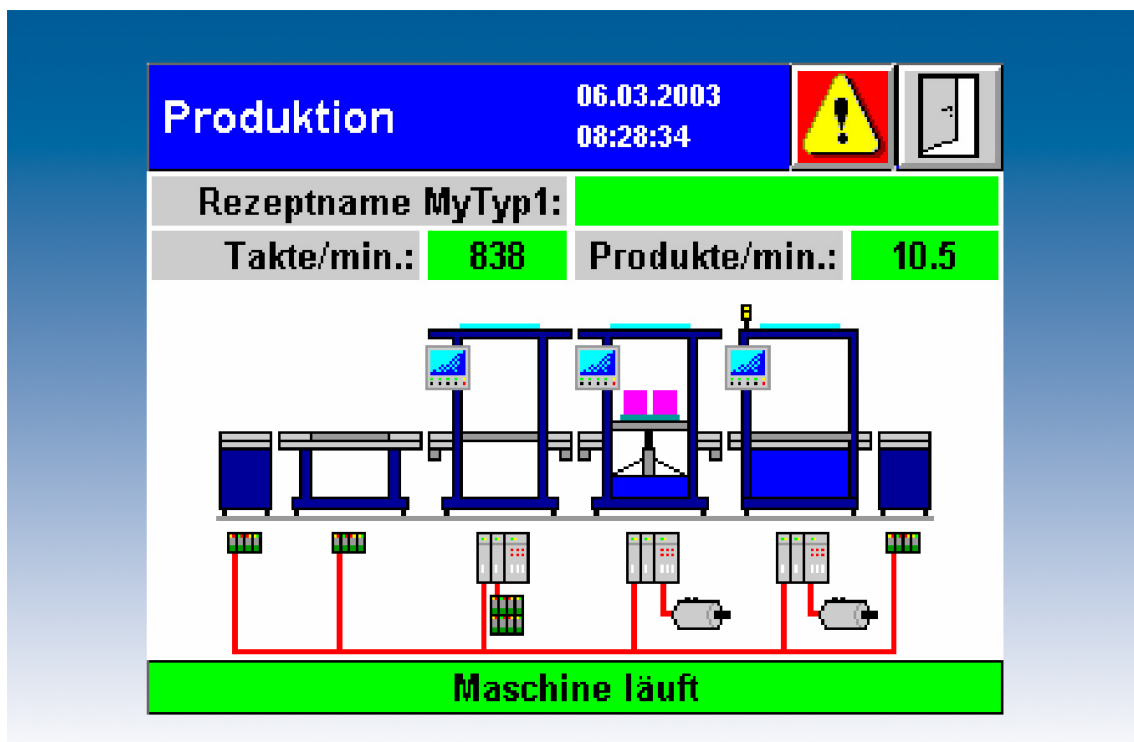 Produktion
06.03.2003
08:28:34
Rezeptname MyTyp1:
Takte/min.: 838 Produkte/min.: 10.5
Maschine läuft